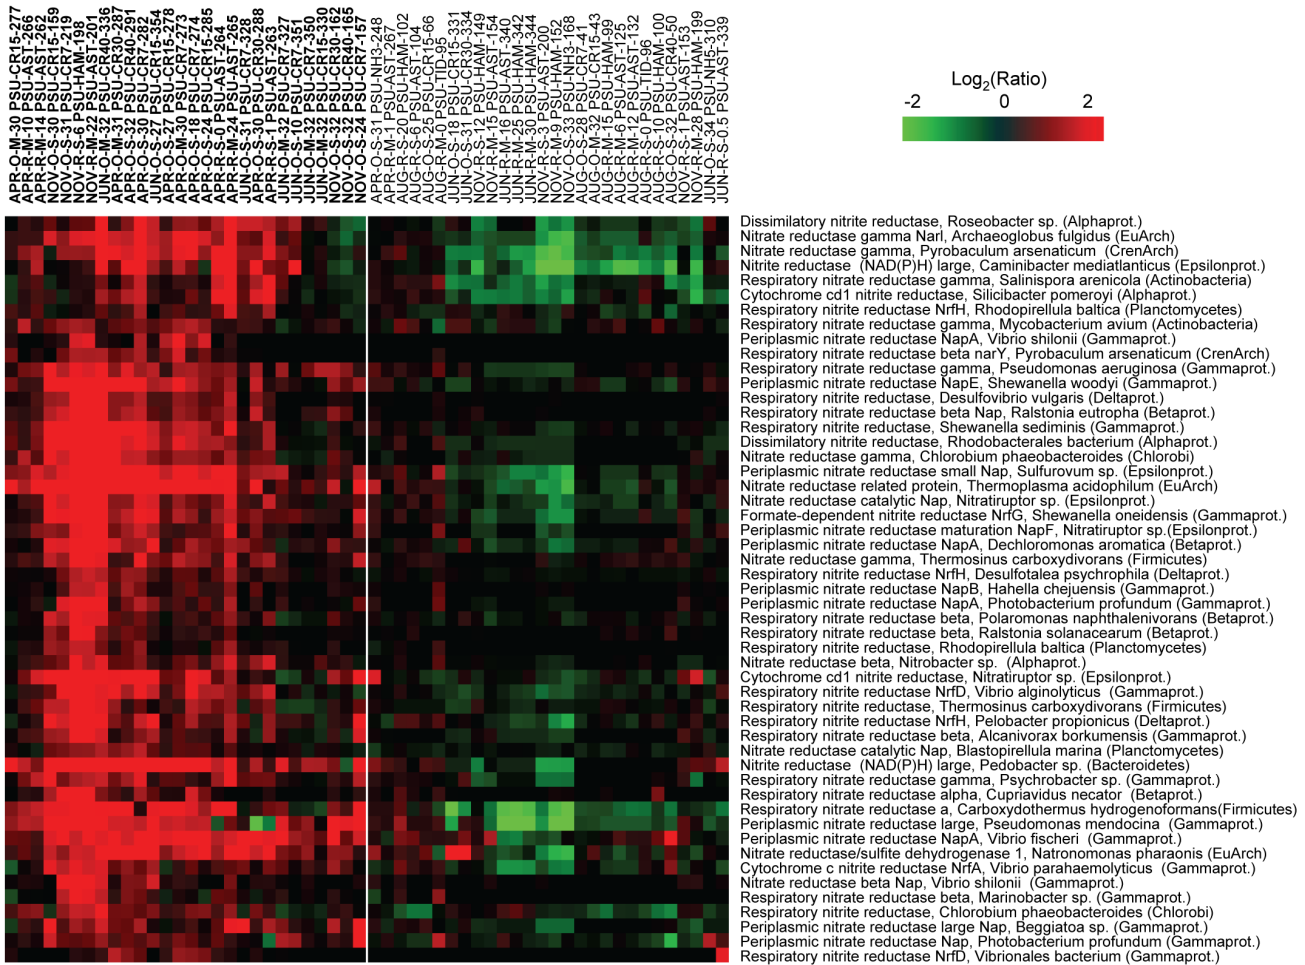 APR-O-M-30 PSU-CR15-277
APR-R-M-31 PSU-AST-266
APR-R-M-14 PSU-AST-262
NOV-O-S-30 PSU-CR15-159
NOV-O-S-31 PSU-CR7-219
NOV-R-S-6 PSU-HAM-198
NOV-R-M-22 PSU-AST-201
JUN-O-M-32 PSU-CR40-336
APR-O-M-31 PSU-CR30-287
APR-O-S-32 PSU-CR40-291
APR-O-S-30 PSU-CR7-282
JUN-O-S-27 PSU-CR15-354
APR-O-S-27 PSU-CR15-278
APR-O-M-30 PSU-CR7-273
APR-O-S-18 PSU-CR7-274
APR-O-S-24 PSU-CR15-285
APR-R-S-0 PSU-AST-264
APR-R-M-24 PSU-AST-265
JUN-O-S-31 PSU-CR7-328
APR-O-S-30 PSU-CR30-288
APR-R-S-1 PSU-AST-263
JUN-O-M-32 PSU-CR7-327
JUN-O-S-10 PSU-CR7-351
JUN-O-M-32 PSU-CR7-350
JUN-O-M-32 PSU-CR15-330
NOV-O-S-32 PSU-CR30-162
NOV-O-S-32 PSU-CR40-165
NOV-O-S-24 PSU-CR7-157
APR-O-S-31 PSU-NH3-248
APR-R-M-1 PSU-AST-267
AUG-R-S-20 PSU-HAM-102
APR-R-S-6 PSU-AST-247
AUG-O-S-25 PSU-CR15-66
AUG-R-M-0 PSU-TID-95
JUN-O-S-18 PSU-CR15-331
JUN-O-S-31 PSU-CR30-334
NOV-R-S-12 PSU-HAM-149
NOV-R-M-15 PSU-AST-154
JUN-R-M-16 PSU-AST-340
JUN-R-M-25 PSU-HAM-342
JUN-R-M-30 PSU-HAM-344
NOV-R-S-3 PSU-AST-200
NOV-R-M-9 PSU-HAM-152
NOV-O-S-33 PSU-NH3-168
AUG-O-S-28 PSU-CR7-41
AUG-O-M-32 PSU-CR15-43
AUG-R-M-15 PSU-HAM-99
AUG-R-M-6 PSU-AST-125
AUG-R-M-12 PSU-AST-132
AUG-R-S-0 PSU-TID-96
AUG-R-S-10 PSU-HAM-100
AUG-O-S-32 PSU-CR40-50
NOV-R-S-1 PSU-AST-153
NOV-R-M-28 PSU-HAM-199
JUN-O-S-34 PSU-NH5-310
JUN-R-S-0.5 PSU-AST-339
Log2(Ratio)
-2 0 2
Dissimilatory nitrite reductase, Roseobacter sp. (Alphaprot.)
Nitrate reductase gamma NarI, Archaeoglobus fulgidus (EuArch)
Nitrate reductase gamma, Pyrobaculum arsenaticum (CrenArch)
Nitrite reductase (NAD(P)H) large, Caminibacter mediatlanticus (Epsilonprot.)
Respiratory nitrate reductase gamma, Salinispora arenicola (Actinobacteria)
Cytochrome cd1 nitrite reductase, Silicibacter pomeroyi (Alphaprot.)
Respiratory nitrite reductase NrfH, Rhodopirellula baltica (Planctomycetes)
Respiratory nitrate reductase gamma, Mycobacterium avium (Actinobacteria)
Periplasmic nitrate reductase NapA, Vibrio shilonii (Gammaprot.)
Respiratory nitrate reductase beta narY, Pyrobaculum arsenaticum (CrenArch)
Respiratory nitrate reductase gamma, Pseudomonas aeruginosa (Gammaprot.)
Periplasmic nitrate reductase NapE, Shewanella woodyi (Gammaprot.)
Respiratory nitrite reductase, Desulfovibrio vulgaris (Deltaprot.)
Respiratory nitrate reductase beta Nap, Ralstonia eutropha (Betaprot.)
Respiratory nitrite reductase, Shewanella sediminis (Gammaprot.)
Dissimilatory nitrite reductase, Rhodobacterales bacterium (Alphaprot.)
Nitrate reductase gamma, Chlorobium phaeobacteroides (Chlorobi)
Periplasmic nitrate reductase small Nap, Sulfurovum sp. (Epsilonprot.)
Nitrate reductase related protein, Thermoplasma acidophilum (EuArch)
Nitrate reductase catalytic Nap, Nitratiruptor sp. (Epsilonprot.)
Formate-dependent nitrite reductase NrfG, Shewanella oneidensis (Gammaprot.)
Periplasmic nitrate reductase maturation NapF, Nitratiruptor sp.(Epsilonprot.)
Periplasmic nitrate reductase NapA, Dechloromonas aromatica (Betaprot.)
Nitrate reductase gamma, Thermosinus carboxydivorans (Firmicutes)
Respiratory nitrite reductase NrfH, Desulfotalea psychrophila (Deltaprot.)
Periplasmic nitrate reductase NapB, Hahella chejuensis (Gammaprot.)
Periplasmic nitrate reductase NapA, Photobacterium profundum (Gammaprot.)
Respiratory nitrate reductase beta, Polaromonas naphthalenivorans (Betaprot.)
Respiratory nitrate reductase beta, Ralstonia solanacearum (Betaprot.)
Respiratory nitrite reductase, Rhodopirellula baltica (Planctomycetes)
Nitrate reductase beta, Nitrobacter sp. (Alphaprot.)
Cytochrome cd1 nitrite reductase, Nitratiruptor sp. (Epsilonprot.)
Respiratory nitrite reductase NrfD, Vibrio alginolyticus (Gammaprot.)
Respiratory nitrite reductase, Thermosinus carboxydivorans (Firmicutes)
Respiratory nitrite reductase NrfH, Pelobacter propionicus (Deltaprot.)
Respiratory nitrate reductase beta, Alcanivorax borkumensis (Gammaprot.)
Nitrate reductase catalytic Nap, Blastopirellula marina (Planctomycetes)
Nitrite reductase (NAD(P)H) large, Pedobacter sp. (Bacteroidetes)
Respiratory nitrate reductase gamma, Psychrobacter sp. (Gammaprot.)
Respiratory nitrate reductase alpha, Cupriavidus necator (Betaprot.)
Respiratory nitrate reductase a, Carboxydothermus hydrogenoformans(Firmicutes)
Periplasmic nitrate reductase large, Pseudomonas mendocina (Gammaprot.)
Periplasmic nitrate reductase NapA, Vibrio fischeri (Gammaprot.)
Nitrate reductase/sulfite dehydrogenase 1, Natronomonas pharaonis (EuArch)
Cytochrome c nitrite reductase NrfA, Vibrio parahaemolyticus (Gammaprot.)
Nitrate reductase beta Nap, Vibrio shilonii (Gammaprot.)
Respiratory nitrate reductase beta, Marinobacter sp. (Gammaprot.)
Respiratory nitrite reductase, Chlorobium phaeobacteroides (Chlorobi)
Periplasmic nitrate reductase large Nap, Beggiatoa sp. (Gammaprot.)
Periplasmic nitrate reductase Nap, Photobacterium profundum (Gammaprot.)
Respiratory nitrite reductase NrfD, Vibrionales bacterium (Gammaprot.)